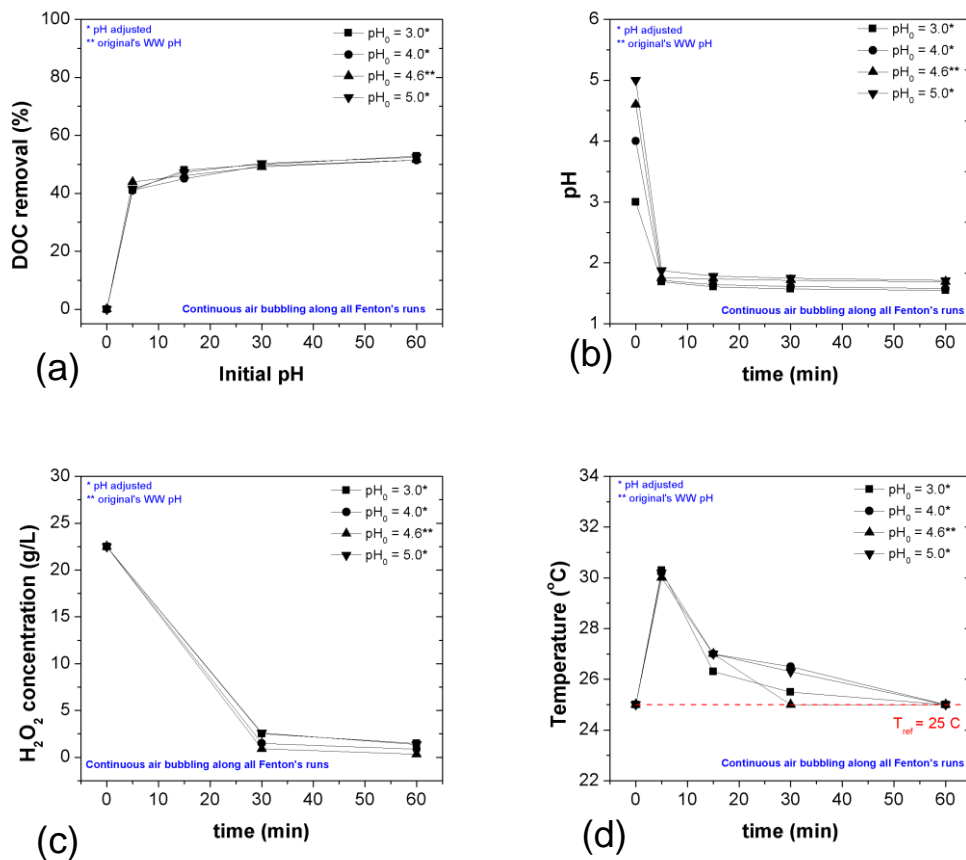 * pH adjusted
** original's WW pH
pH0 = 3.0*
pH0 = 4.0*
pH0 = 4.6**
pH0 = 5.0*
100
80
60
40
20
0
DOC removal (%)
Continuous air bubbling along all Fenton's runs
0 10 20 30 40 50 60
Initial pH
(a)
* pH adjusted
** original's WW pH
pH0 = 3.0*
pH0 = 4.0*
pH0 = 4.6**
pH0 = 5.0*
6
5
4
3
2
1
pH
Continuous air bubbling along all Fenton's runs
0 10 20 30 40 50 60
time (min)
(b)
* pH adjusted
** original's WW pH
pH0 = 3.0*
pH0 = 4.0*
pH0 = 4.6**
pH0 = 5.0*
30
25
20
15
10
5
0
H2O2 concentration (g/L)
Continuous air bubbling along all Fenton's runs
0 10 20 30 40 50 60
time (min)
(c)
* pH adjusted
** original's WW pH
pH0 = 3.0*
pH0 = 4.0*
pH0 = 4.6**
pH0 = 5.0*
34
32
30
28
26
24
22
Temperature (°C)
Tref = 25 C
Continuous air bubbling along all Fenton's runs
0 10 20 30 40 50 60
time (min)
(d)